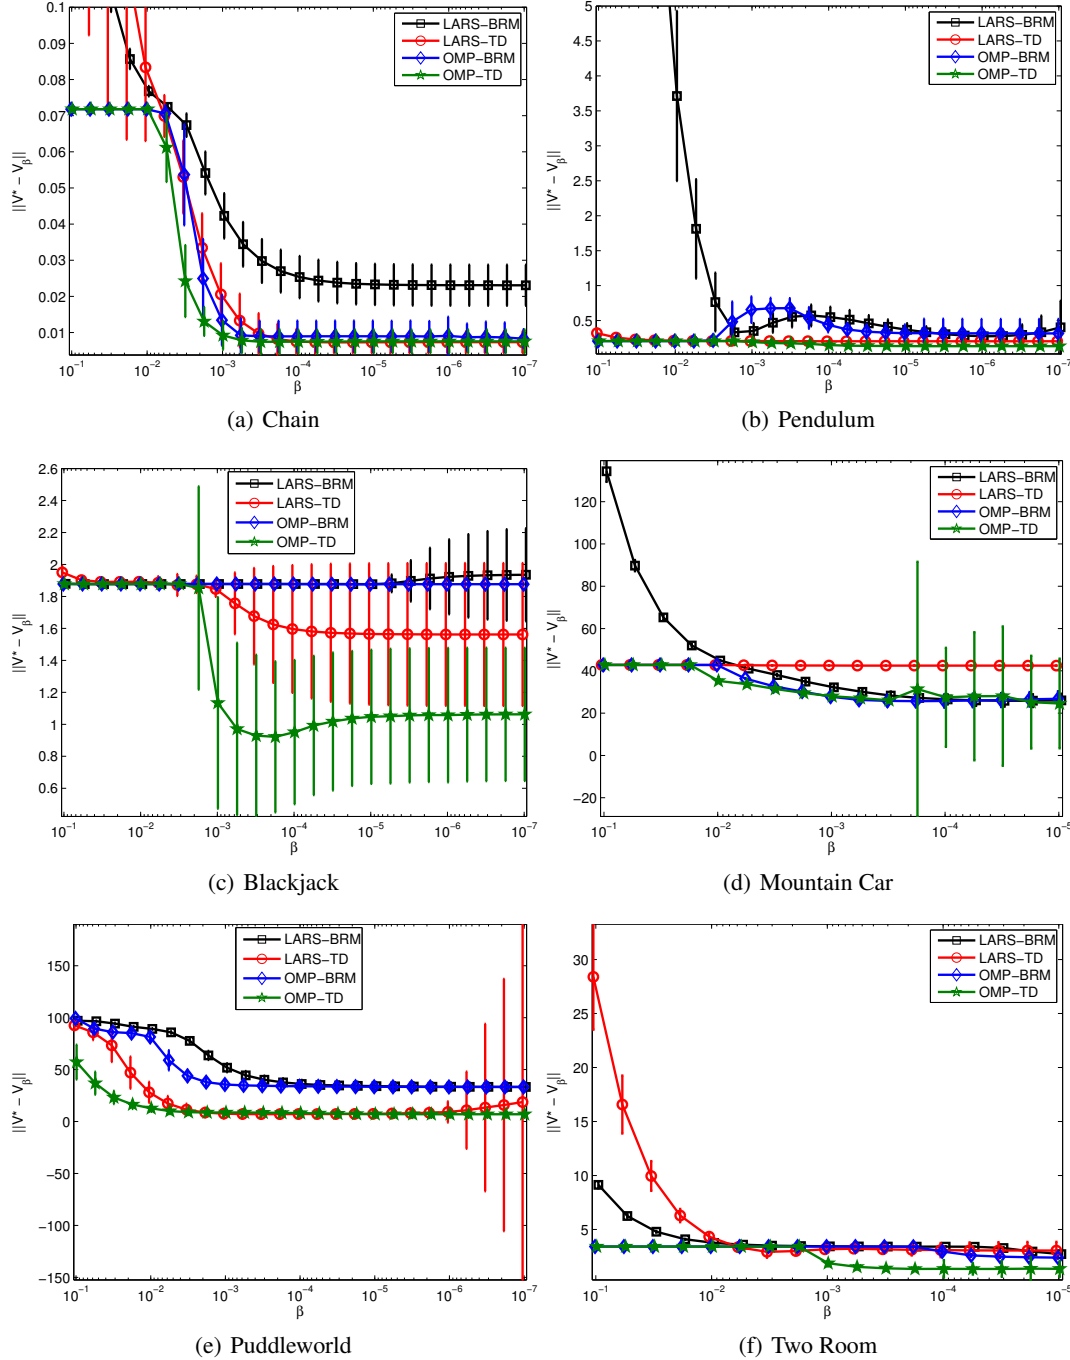 0.1
0.09
0.08
0.07
0.06
0.05
0.04
0.03
0.02
0.01
||V* − Vβ||
10⁻¹ 10⁻² 10⁻³ 10⁻⁴ 10⁻⁵ 10⁻⁶ 10⁻⁷
β
LARS−BRM
LARS−TD
OMP−BRM
OMP−TD
(a) Chain
5
4.5
4
3.5
3
2.5
2
1.5
1
0.5
||V* − Vβ||
10⁻¹ 10⁻² 10⁻³ 10⁻⁴ 10⁻⁵ 10⁻⁶ 10⁻⁷
β
LARS−BRM
LARS−TD
OMP−BRM
OMP−TD
(b) Pendulum
2.6
2.4
2.2
2
1.8
1.6
1.4
1.2
1
0.8
0.6
||V* − Vβ||
10⁻¹ 10⁻² 10⁻³ 10⁻⁴ 10⁻⁵ 10⁻⁶ 10⁻⁷
β
LARS−BRM
LARS−TD
OMP−BRM
OMP−TD
(c) Blackjack
120
100
80
60
40
20
0
−20
||V* − Vβ||
10⁻¹ 10⁻² 10⁻³ 10⁻⁴ 10⁻⁵
β
LARS−BRM
LARS−TD
OMP−BRM
OMP−TD
(d) Mountain Car
150
100
50
0
−50
−100
−150
||V* − Vβ||
10⁻¹ 10⁻² 10⁻³ 10⁻⁴ 10⁻⁵ 10⁻⁶ 10⁻⁷
β
LARS−BRM
LARS−TD
OMP−BRM
OMP−TD
(e) Puddleworld
30
25
20
15
10
5
||V* − Vβ||
10⁻¹ 10⁻² 10⁻³ 10⁻⁴ 10⁻⁵
β
LARS−BRM
LARS−TD
OMP−BRM
OMP−TD
(f) Two Room